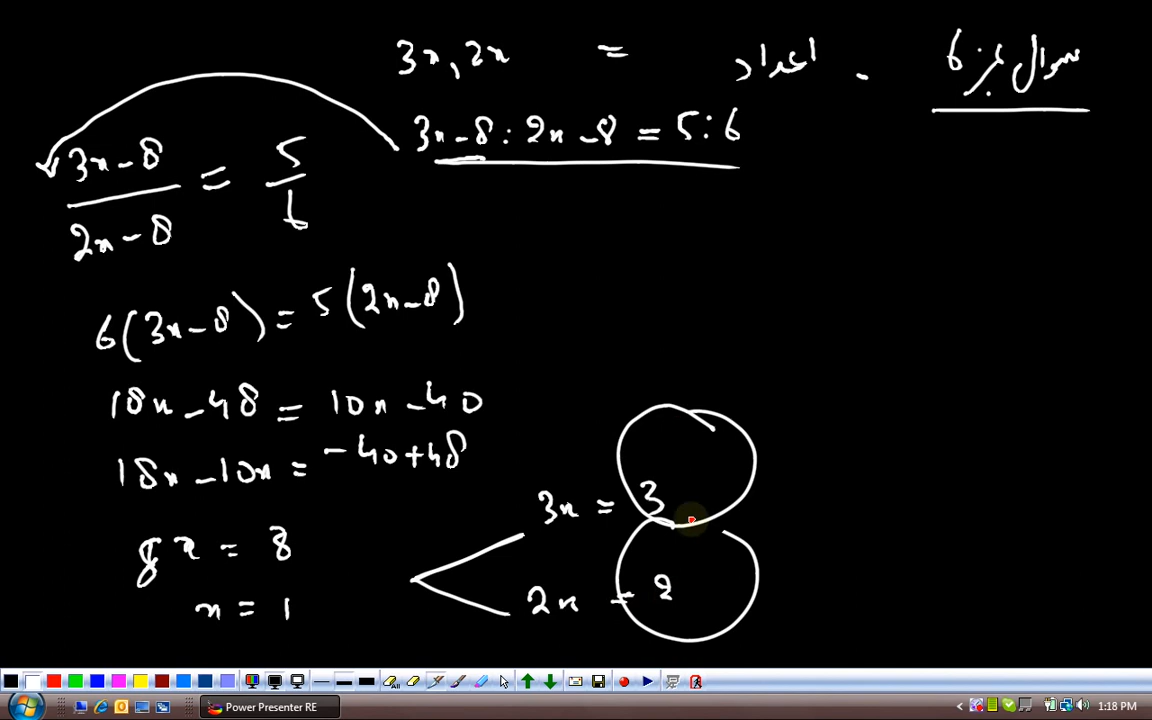 سوال نمبر 6
اعداد = 3x, 2x
3x-8 : 2x-8 = 5:6
3x-8 / 2x-8 = 5/6
6(3x-8) = 5(2x-8)
18x-48 = 10x-40
18x-10x = -40+48
8x = 8
x = 1
3x = 3
2x = 2
All
Power Presenter RE
1:18 PM